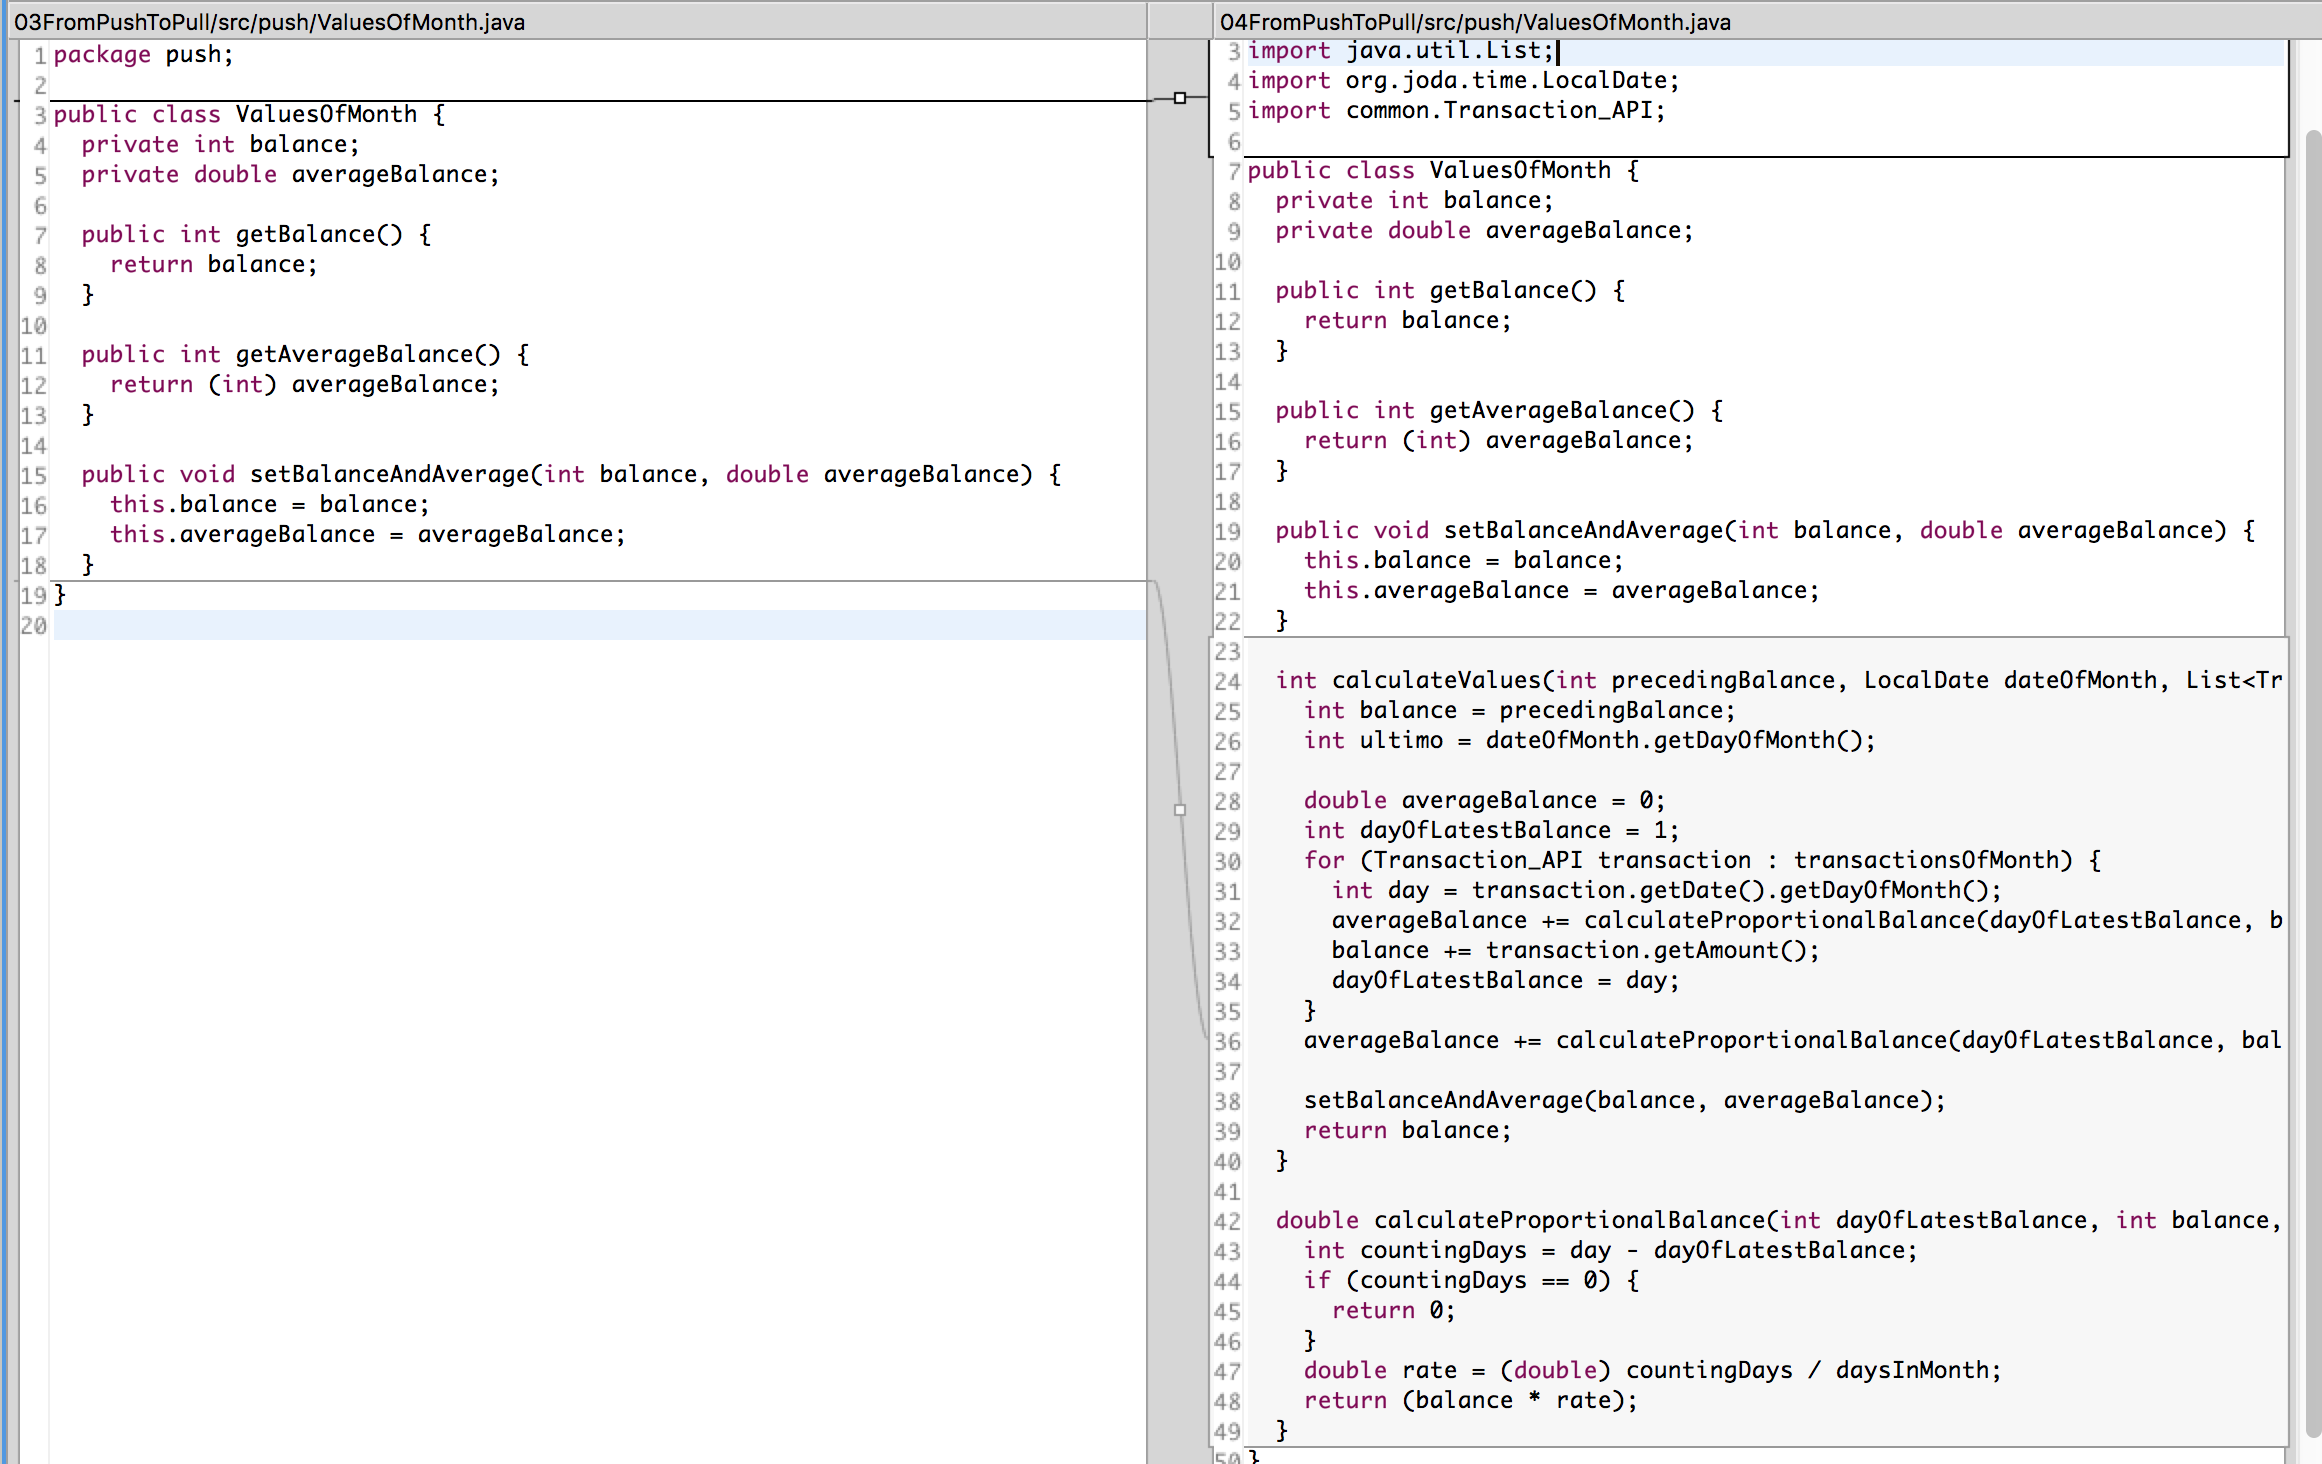 03FromPushToPull/src/push/ValuesOfMonth.java
1 package push;
2
3 public class ValuesOfMonth {
4   private int balance;
5   private double averageBalance;
6
7   public int getBalance() {
8     return balance;
9   }
10
11   public int getAverageBalance() {
12     return (int) averageBalance;
13   }
14
15   public void setBalanceAndAverage(int balance, double averageBalance) {
16     this.balance = balance;
17     this.averageBalance = averageBalance;
18   }
19 }
20
04FromPushToPull/src/push/ValuesOfMonth.java
3 import java.util.List;
4 import org.joda.time.LocalDate;
5 import common.Transaction_API;
6
7 public class ValuesOfMonth {
8   private int balance;
9   private double averageBalance;
10
11   public int getBalance() {
12     return balance;
13   }
14
15   public int getAverageBalance() {
16     return (int) averageBalance;
17   }
18
19   public void setBalanceAndAverage(int balance, double averageBalance) {
20     this.balance = balance;
21     this.averageBalance = averageBalance;
22   }
23
24   int calculateValues(int precedingBalance, LocalDate dateOfMonth, List<Tr
25     int balance = precedingBalance;
26     int ultimo = dateOfMonth.getDayOfMonth();
27
28     double averageBalance = 0;
29     int dayOfLatestBalance = 1;
30     for (Transaction_API transaction : transactionsOfMonth) {
31       int day = transaction.getDate().getDayOfMonth();
32       averageBalance += calculateProportionalBalance(dayOfLatestBalance, b
33       balance += transaction.getAmount();
34       dayOfLatestBalance = day;
35     }
36     averageBalance += calculateProportionalBalance(dayOfLatestBalance, bal
37
38     setBalanceAndAverage(balance, averageBalance);
39     return balance;
40   }
41
42   double calculateProportionalBalance(int dayOfLatestBalance, int balance,
43     int countingDays = day - dayOfLatestBalance;
44     if (countingDays == 0) {
45       return 0;
46     }
47     double rate = (double) countingDays / daysInMonth;
48     return (balance * rate);
49   }
50 }